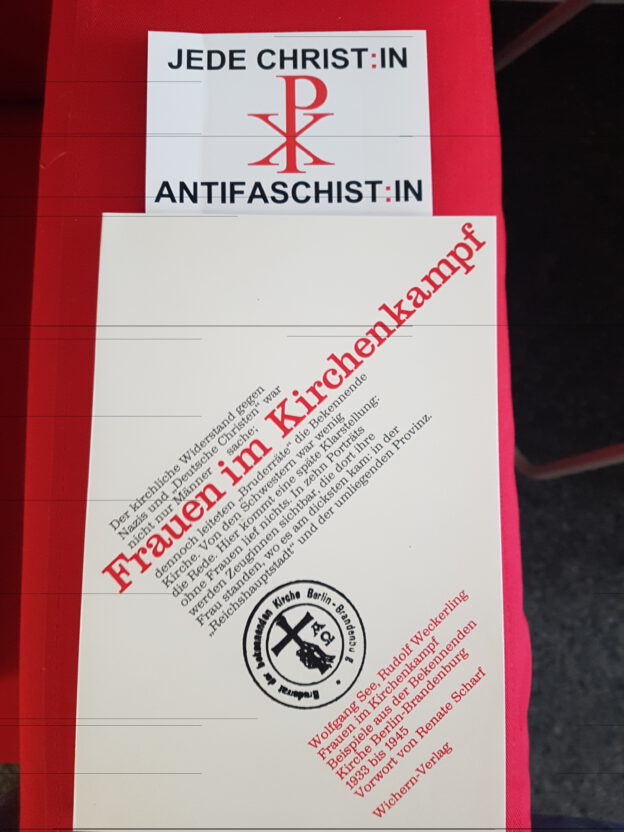 JEDE CHRIST:IN
ANTIFASCHIST:IN
Der kirchliche Widerstand gegen
Nazis und „Deutsche Christen“ war
nicht nur Männersache;
Frauen im Kirchenkampf
dennoch leiteten „Bruderräte“ die Bekennende
Kirche. Von den Schwestern war wenig
die Rede. Hier kommt eine späte Klarstellung:
ohne Frauen lief nichts. In zehn Porträts
werden Zeuginnen sichtbar, die dort ihre
Frau standen, wo es am dicksten kam: in der
„Reichshauptstadt“ und der umliegenden Provinz.
Bruderrat der bekennenden Kirche Berlin-Brandenburg
Wolfgang See, Rudolf Weckerling
Frauen im Kirchenkampf
Beispiele aus der Bekennenden
Kirche Berlin-Brandenburg
1933 bis 1945
Vorwort von Renate Scharf
Wichern-Verlag